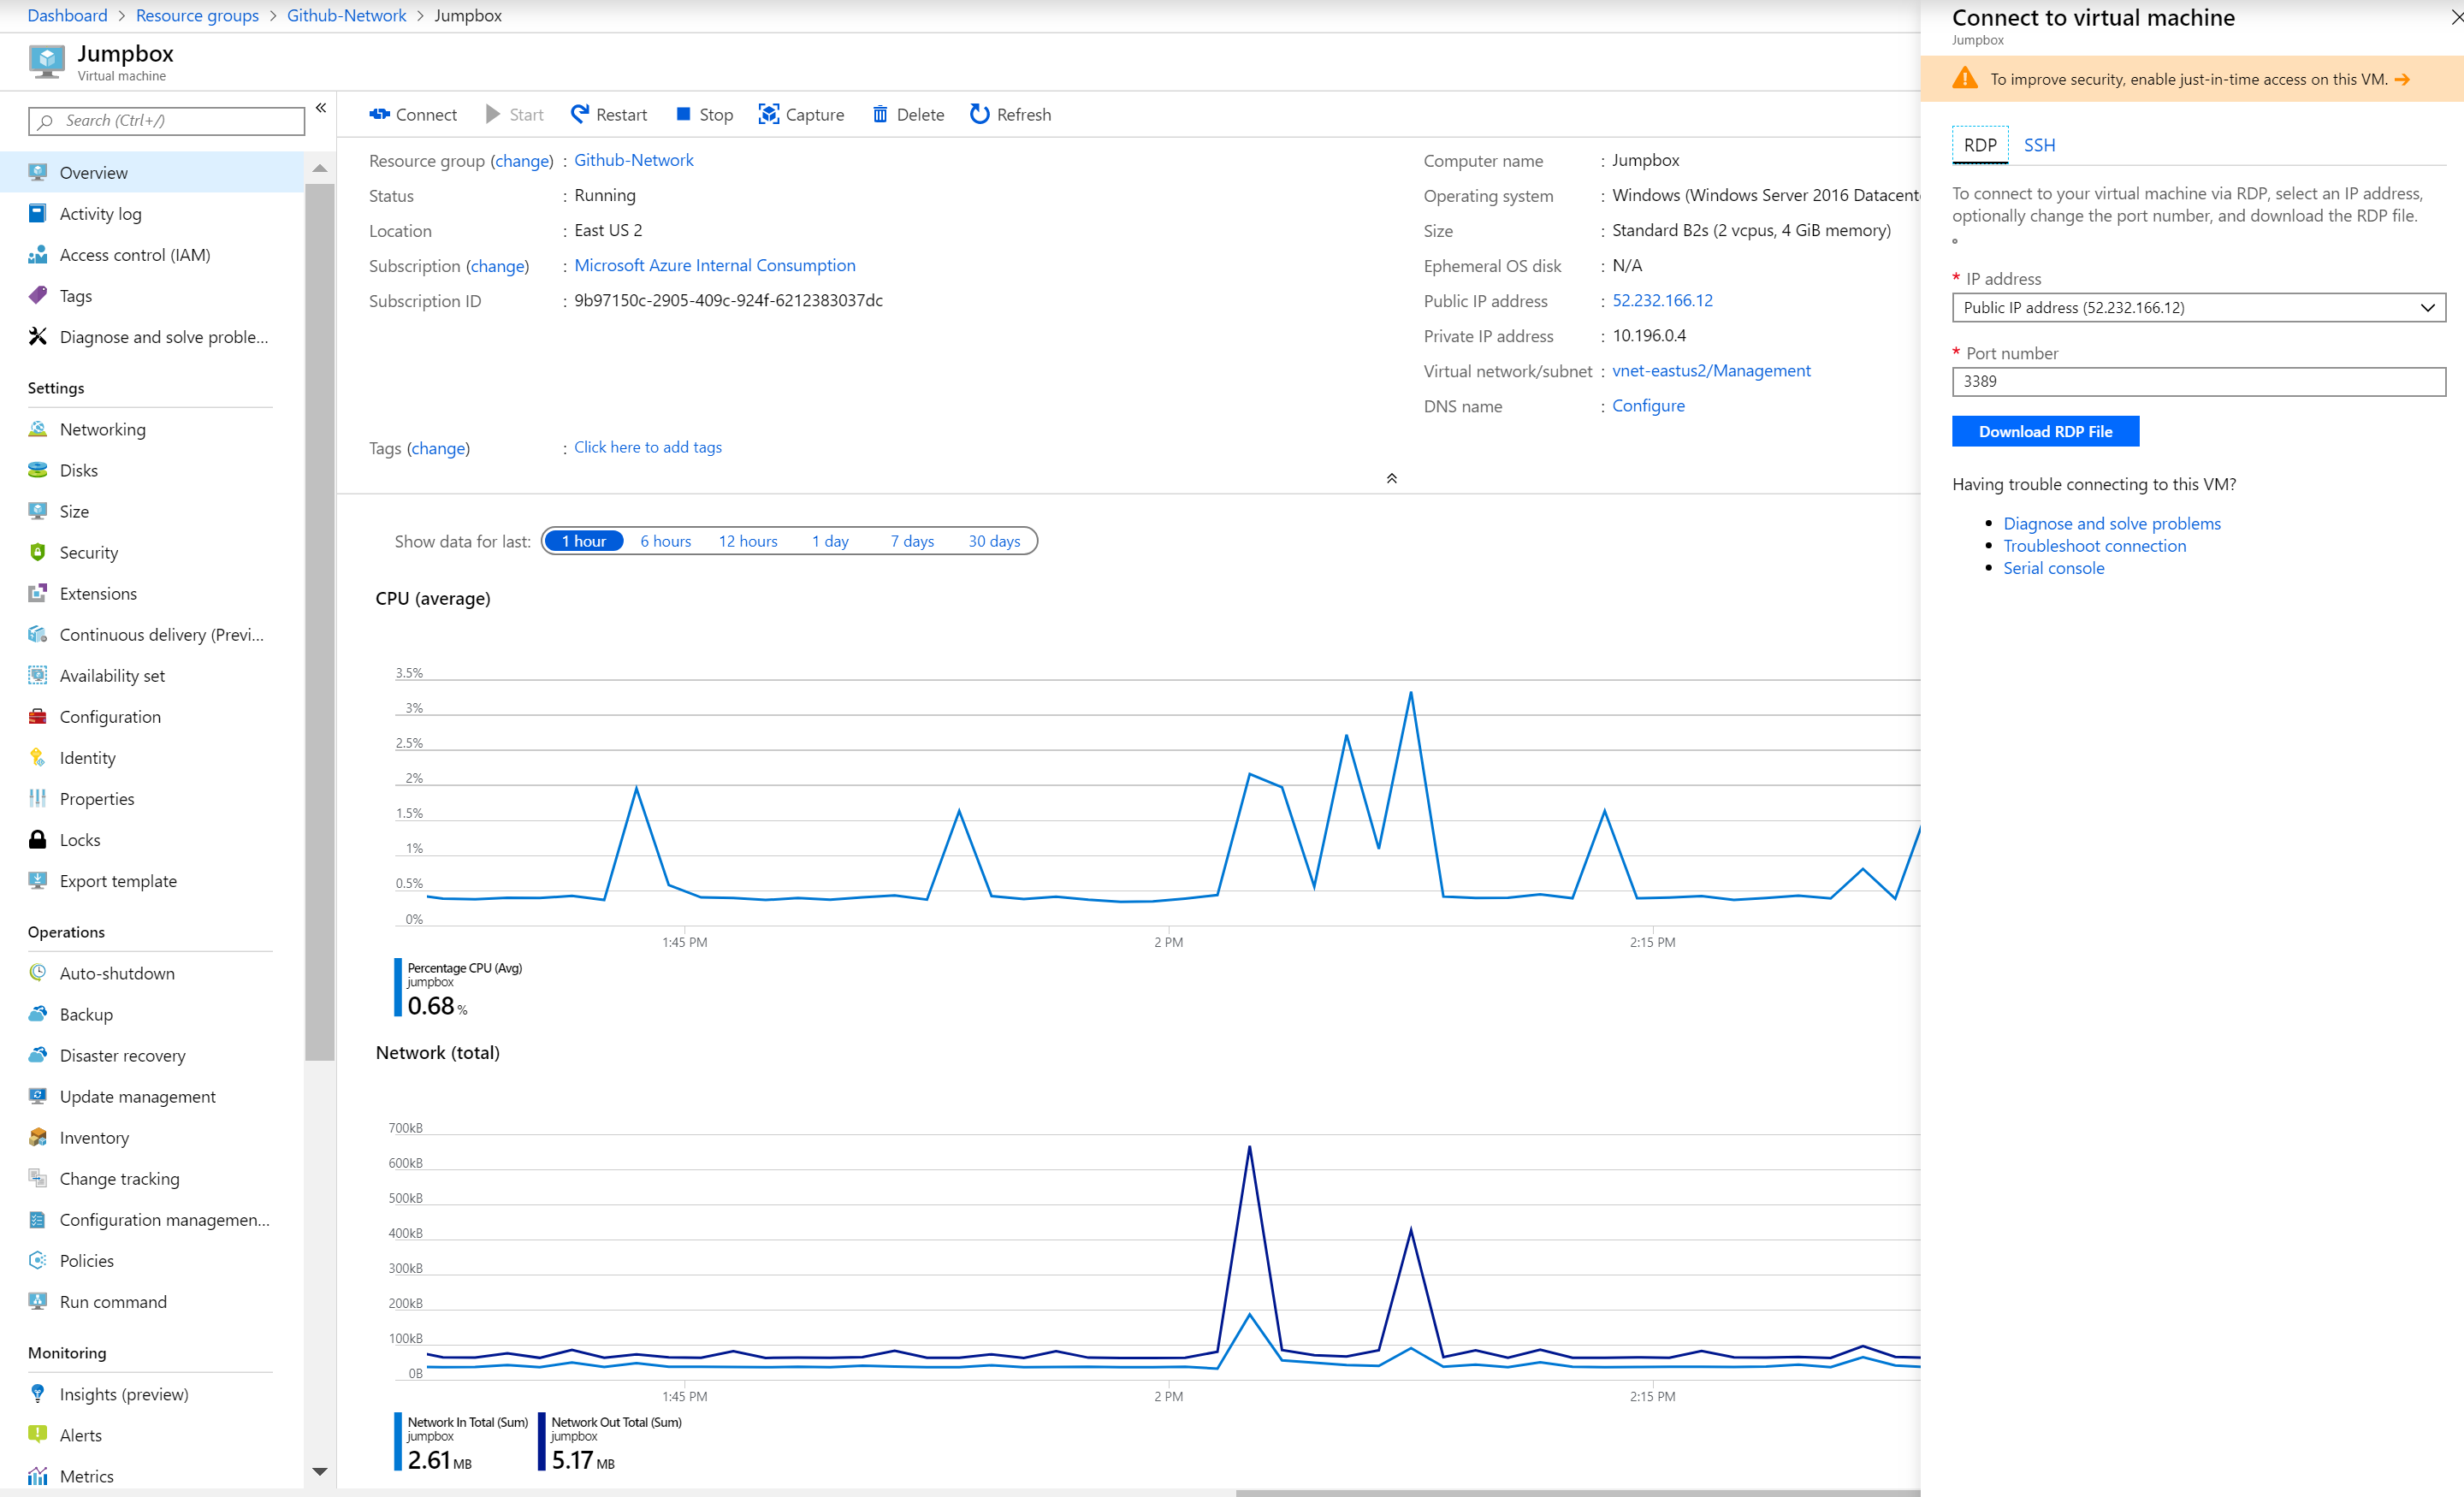 Dashboard > Resource groups > Github-Network > Jumpbox
Jumpbox
Virtual machine
Search (Ctrl+/)
«
Overview
Activity log
Access control (IAM)
Tags
Diagnose and solve proble...
Settings
Networking
Disks
Size
Security
Extensions
Continuous delivery (Previ...
Availability set
Configuration
Identity
Properties
Locks
Export template
Operations
Auto-shutdown
Backup
Disaster recovery
Update management
Inventory
Change tracking
Configuration managemen...
Policies
Run command
Monitoring
Insights (preview)
Alerts
Metrics
Connect Start Restart Stop Capture Delete Refresh
Resource group (change) : Github-Network
Status : Running
Location : East US 2
Subscription (change) : Microsoft Azure Internal Consumption
Subscription ID : 9b97150c-2905-409c-924f-6212383037dc
Computer name : Jumpbox
Operating system : Windows (Windows Server 2016 Datacent
Size : Standard B2s (2 vcpus, 4 GiB memory)
Ephemeral OS disk : N/A
Public IP address : 52.232.166.12
Private IP address : 10.196.0.4
Virtual network/subnet : vnet-eastus2/Management
DNS name : Configure
Tags (change) : Click here to add tags
Show data for last: 1 hour 6 hours 12 hours 1 day 7 days 30 days
CPU (average)
3.5%
3%
2.5%
2%
1.5%
1%
0.5%
0%
1:45 PM 2 PM 2:15 PM
Percentage CPU (Avg)
jumpbox
0.68 %
Network (total)
700kB
600kB
500kB
400kB
300kB
200kB
100kB
0B
1:45 PM 2 PM 2:15 PM
Network In Total (Sum)
jumpbox
2.61 MB
Network Out Total (Sum)
jumpbox
5.17 MB
Connect to virtual machine
Jumpbox
To improve security, enable just-in-time access on this VM. →
RDP SSH
To connect to your virtual machine via RDP, select an IP address,
optionally change the port number, and download the RDP file.
* IP address
Public IP address (52.232.166.12)
* Port number
3389
Download RDP File
Having trouble connecting to this VM?
• Diagnose and solve problems
• Troubleshoot connection
• Serial console